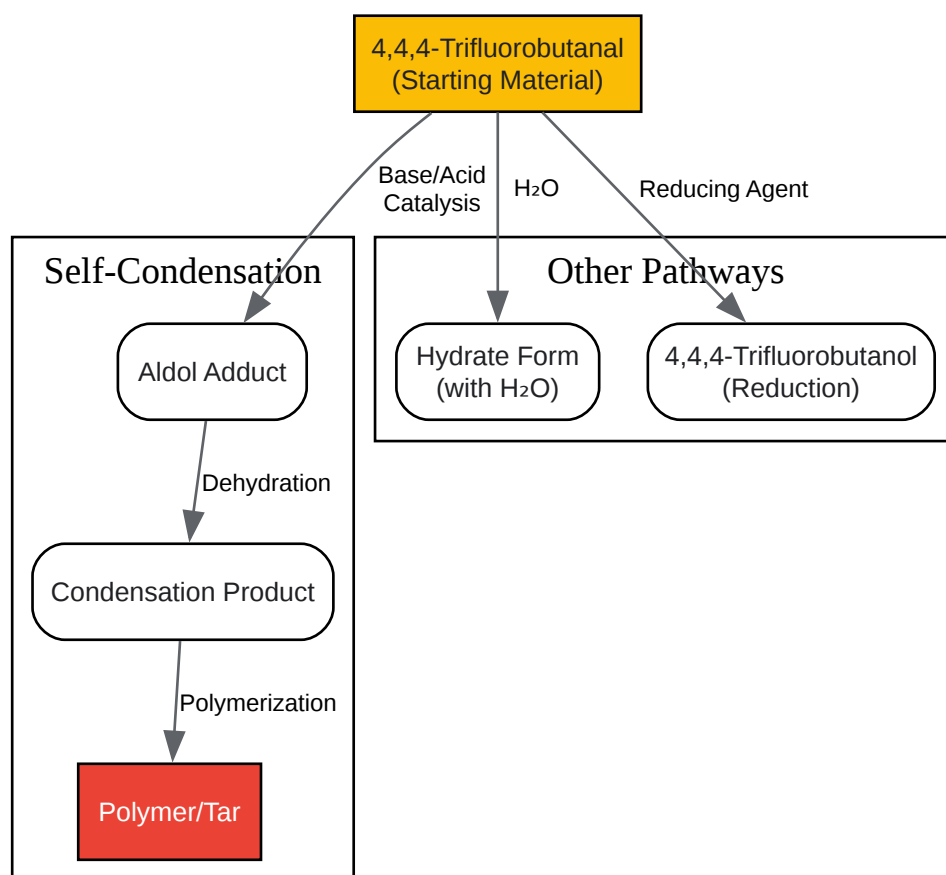 4,4,4-Trifluorobutanal
(Starting Material)
Base/Acid
Catalysis
H₂O
Reducing Agent
Self-Condensation
Other Pathways
Aldol Adduct
Hydrate Form
(with H₂O)
4,4,4-Trifluorobutanol
(Reduction)
Dehydration
Condensation Product
Polymerization
Polymer/Tar